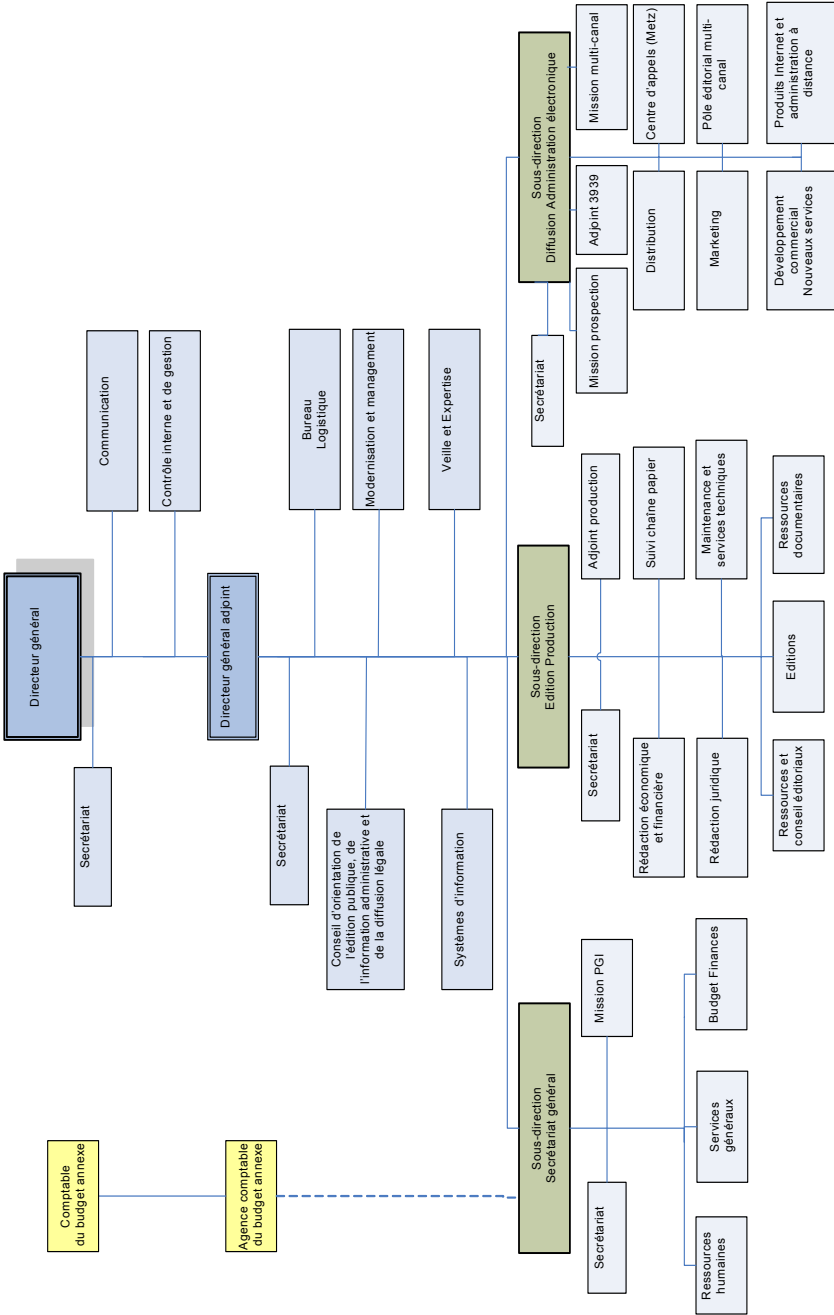 Directeur général
Secrétariat
Communication
Contrôle interne et de gestion
Comptable
du budget annexe
Agence comptable
du budget annexe
Directeur général adjoint
Secrétariat
Bureau
Logistique
Conseil d'orientation de
l'édition publique, de
l'information administrative et
de la diffusion légale
Modernisation et management
Systèmes d'information
Veille et Expertise
Sous-direction
Secrétariat général
Secrétariat
Mission PGI
Ressources
humaines
Services
généraux
Budget Finances
Sous-direction
Edition Production
Secrétariat
Adjoint production
Rédaction économique
et financière
Suivi chaîne papier
Rédaction juridique
Maintenance et
services techniques
Ressources et
conseil éditoriaux
Editions
Ressources
documentaires
Sous-direction
Diffusion Administration électronique
Secrétariat
Mission prospection
Adjoint 3939
Mission multi-canal
Distribution
Centre d'appels (Metz)
Marketing
Pôle éditorial multi-
canal
Développement
commercial
Nouveaux services
Produits Internet et
administration à
distance